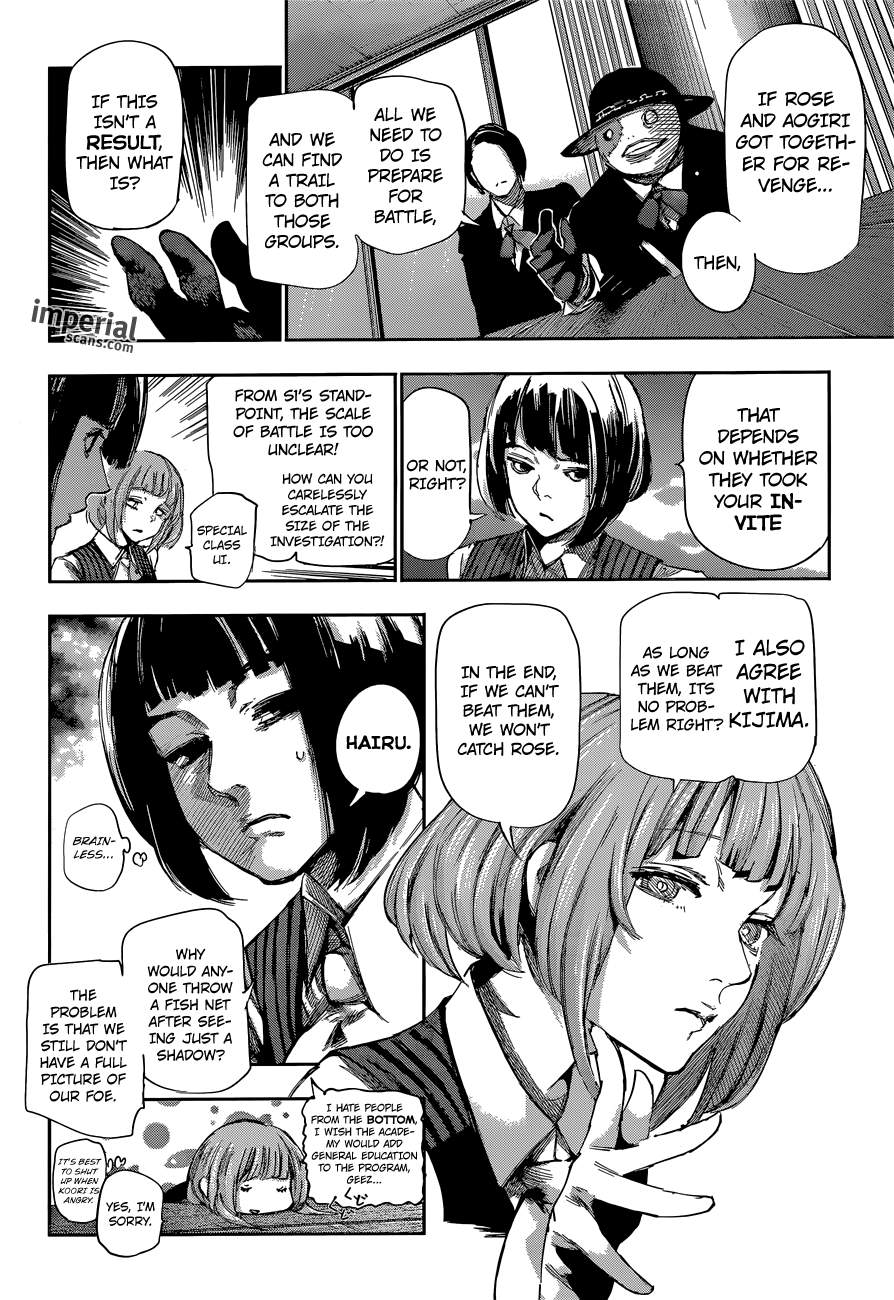 IF ROSE
AND AOGIRI
GOT TOGETH-
ER FOR RE-
VENGE...
THEN,
ALL WE
NEED TO
DO IS
PREPARE
FOR
BATTLE,
AND WE
CAN FIND
A TRAIL
TO BOTH
THOSE
GROUPS.
IF THIS
ISN'T A
RESULT,
THEN WHAT
IS?
imperial
scans.com
THAT
DEPENDS
ON WHETHER
THEY TOOK
YOUR IN-
VITE
OR NOT,
RIGHT?
FROM S1'S STAND-
POINT, THE SCALE
OF BATTLE IS TOO
UNCLEAR!
HOW CAN YOU
CARELESSLY
ESCALATE THE
SIZE OF THE
INVESTIGATION?!
SPECIAL
CLASS
UI.
I ALSO
AGREE
WITH
KIJIMA.
AS LONG
AS WE BEAT
THEM, ITS
NO PROB-
LEM RIGHT?
IN THE END,
IF WE CAN'T
BEAT THEM,
WE WON'T
CATCH ROSE.
HAIRU.
BRAIN-
LESS...
WHY
WOULD ANY-
ONE THROW
A FISH NET
AFTER SEE-
ING JUST A
SHADOW?
THE
PROBLEM
IS THAT WE
STILL DON'T
HAVE A FULL
PICTURE OF
OUR FOE.
I HATE PEOPLE
FROM THE BOTTOM,
I WISH THE ACADE-
MY WOULD ADD
GENERAL EDUCATION
TO THE PROGRAM,
GEEZ...
YES, I'M
SORRY.
IT'S BEST
TO SHUT
UP WHEN
KOORI IS
ANGRY.